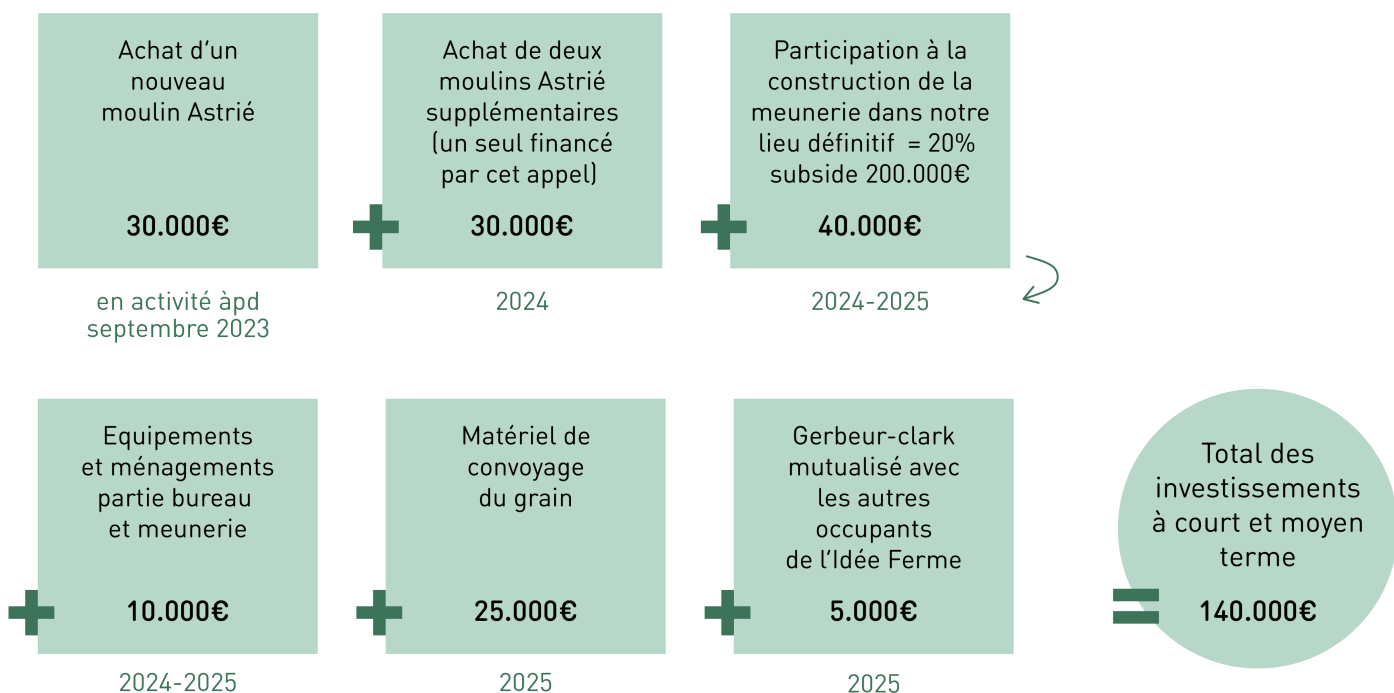 Achat d'un
nouveau
moulin Astrié
30.000€
en activité àpd
septembre 2023
+
Achat de deux
moulins Astrié
supplémentaires
(un seul financé
par cet appel)
30.000€
2024
+
Participation à la
construction de la
meunerie dans notre
lieu définitif = 20%
subside 200.000€
40.000€
2024-2025
+
Equipements
et ménagements
partie bureau
et meunerie
10.000€
2024-2025
+
Matériel de
convoyage
du grain
25.000€
2025
+
Gerbeur-clark
mutualisé avec
les autres
occupants
de l'Idée Ferme
5.000€
2025
=
Total des
investissements
à court et moyen
terme
140.000€